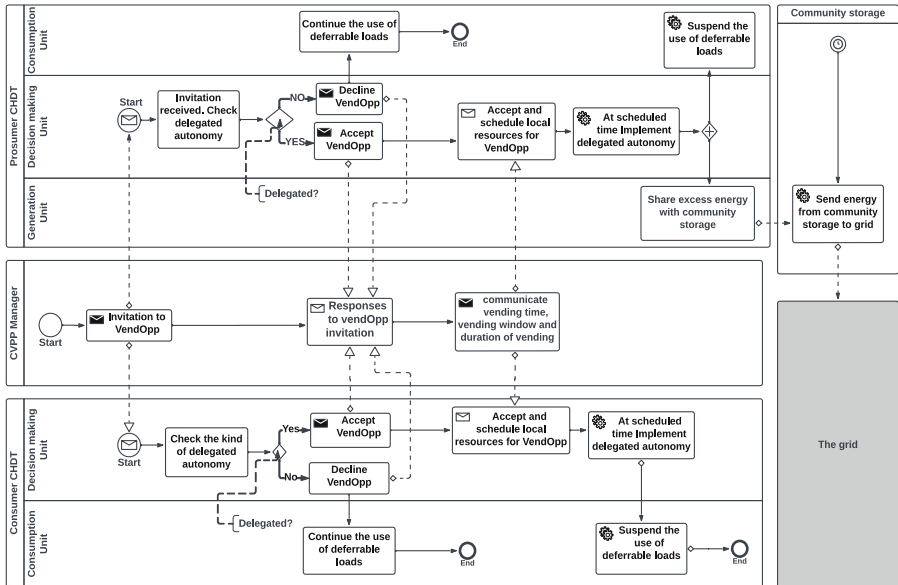 Prosumer CHDT
Consumption
Unit
Continue the use of
deferrable loads
End
Suspend the
use of deferrable
loads
Community storage
Decision making
Unit
Start
Invitation
received. Check
delegated
autonomy
NO
YES
Decline
VendOpp
Accept
VendOpp
Delegated?
Accept and
schedule local
resources for
VendOpp
At scheduled
time Implement
delegated autonomy
Generation
Unit
Share excess energy
with community
storage
Send energy
from community
storage to grid
CVPP Manager
Start
Invitation to
VendOpp
Responses
to vendOpp
invitation
communicate
vending time,
vending window and
duration of vending
The grid
Consumer CHDT
Decision making
Unit
Start
Check the kind
of delegated
autonomy
Yes
No
Accept
VendOpp
Decline
VendOpp
Delegated?
Accept and
schedule local
resources for VendOpp
At scheduled
time Implement
delegated autonomy
Consumption
Unit
Continue the use
of deferrable
loads
End
Suspend the
use of
deferrable loads
End